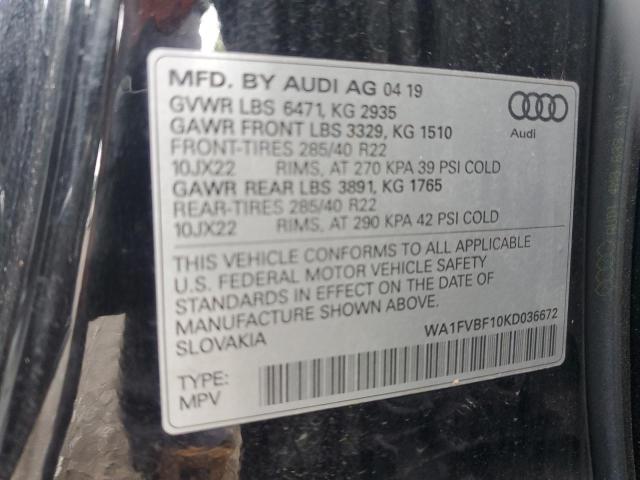 MFD. BY AUDI AG 04 19
GVWR LBS 6471, KG 2935
GAWR FRONT LBS 3329, KG 1510
FRONT-TIRES 285/40 R22
10JX22 RIMS, AT 270 KPA 39 PSI COLD
GAWR REAR LBS 3891, KG 1765
REAR-TIRES 285/40 R22
10JX22 RIMS, AT 290 KPA 42 PSI COLD
Audi
THIS VEHICLE CONFORMS TO ALL APPLICABLE
U.S. FEDERAL MOTOR VEHICLE SAFETY
STANDARDS IN EFFECT ON THE DATE OF
MANUFACTURE SHOWN ABOVE.
SLOVAKIA
WA1FVBF10KD036672
TYPE:
MPV